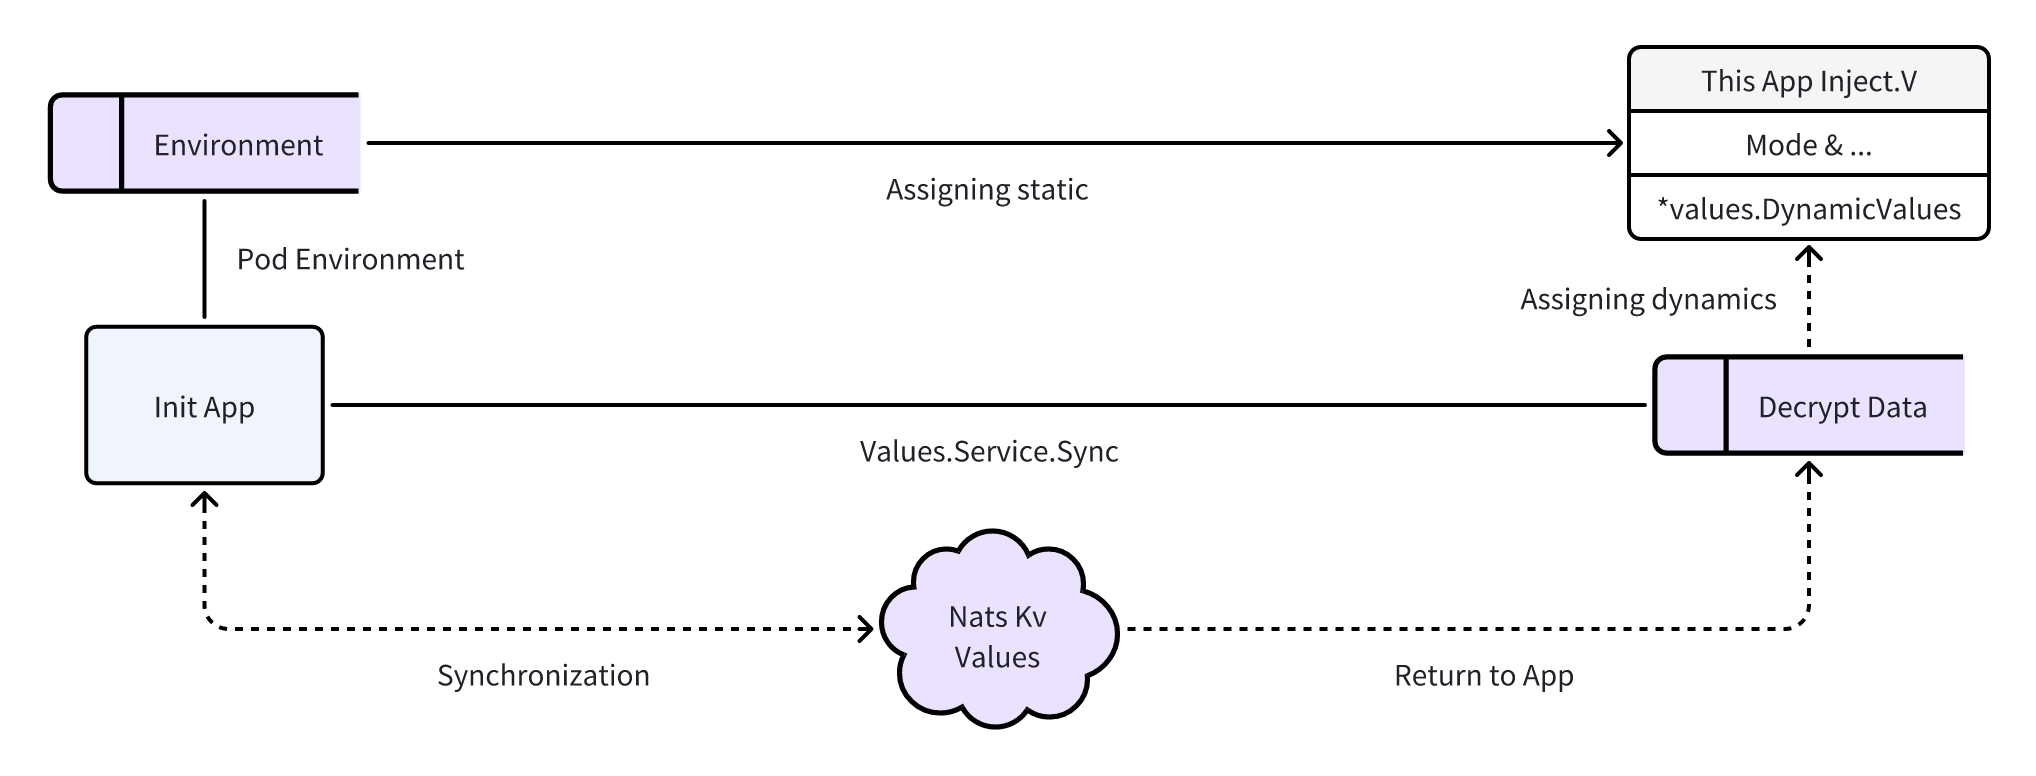 This App Inject.V
Environment
Mode & ...
Assigning static
*values.DynamicValues
Pod Environment
Assigning dynamics
Init App
Decrypt Data
Values.Service.Sync
Nats Kv
Values
Synchronization
Return to App